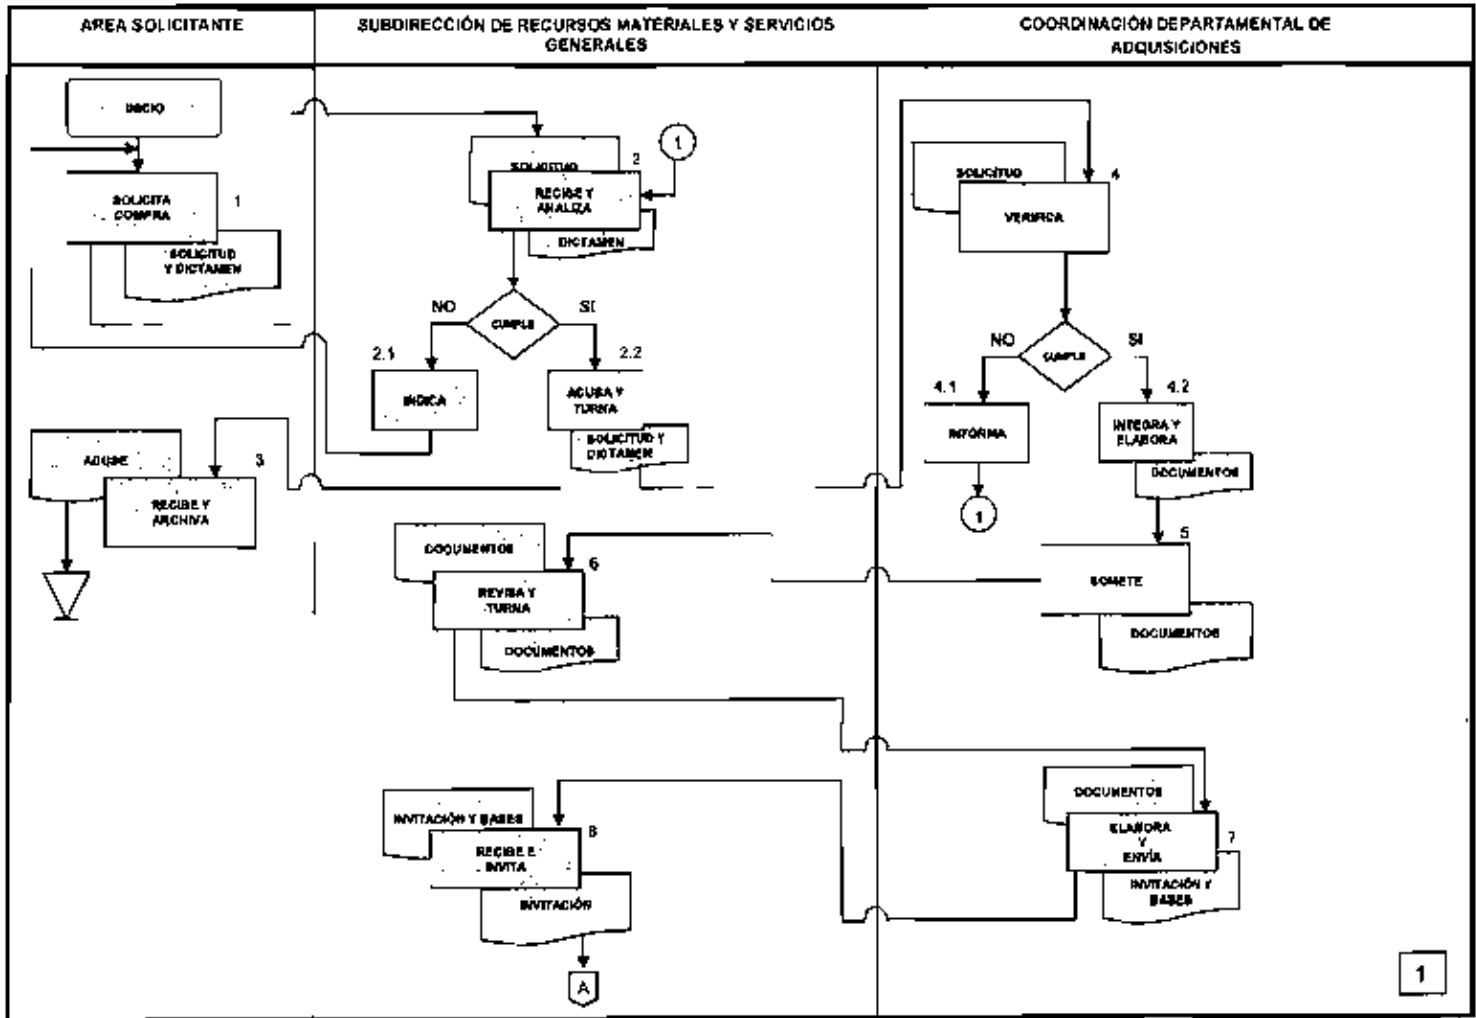 AREA SOLICITANTE
SUBDIRECCIÓN DE RECURSOS MATERIALES Y SERVICIOS
GENERALES
COORDINACIÓN DEPARTAMENTAL DE
ADQUISICIONES
INICIO
SOLICITA
COMPRA
1
SOLICITUD
Y DICTAMEN
SOLICITUD
2
RECIBE Y
ANALIZA
DICTAMEN
1
NO
CUMPLE
SI
2.1
INDICA
2.2
ACUSA Y
TURNA
SOLICITUD Y
DICTAMEN
ACUSE
3
RECIBE Y
ARCHIVA
SOLICITUD
4
VERIFICA
NO
CUMPLE
SI
4.1
INFORMA
1
4.2
INTEGRA Y
ELABORA
DOCUMENTOS
5
SOMETE
DOCUMENTOS
DOCUMENTOS
6
REVISA Y
TURNA
DOCUMENTOS
DOCUMENTOS
ELABORA
Y
ENVÍA
7
INVITACIÓN Y
BASES
INVITACIÓN Y BASES
8
RECIBE E
INVITA
INVITACIÓN
A
1